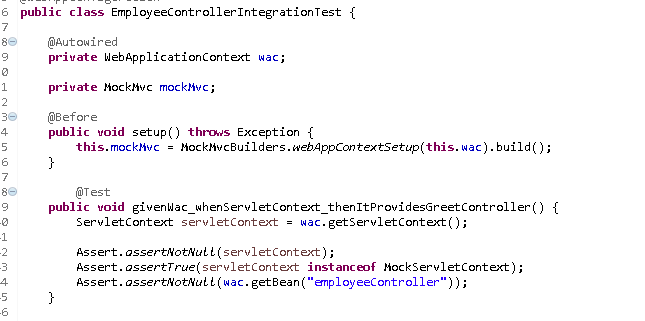 6 public class EmployeeControllerIntegrationTest {
7
8 @Autowired
9 private WebApplicationContext wac;
0
1 private MockMvc mockMvc;
2
3 @Before
4 public void setup() throws Exception {
5 this.mockMvc = MockMvcBuilders.webAppContextSetup(this.wac).build();
6 }
7
8 @Test
9 public void givenWac_whenServletContext_thenItProvidesGreetController() {
0 ServletContext servletContext = wac.getServletContext();
1
2 Assert.assertNotNull(servletContext);
3 Assert.assertTrue(servletContext instanceof MockServletContext);
4 Assert.assertNotNull(wac.getBean("employeeController"));
5 }
6